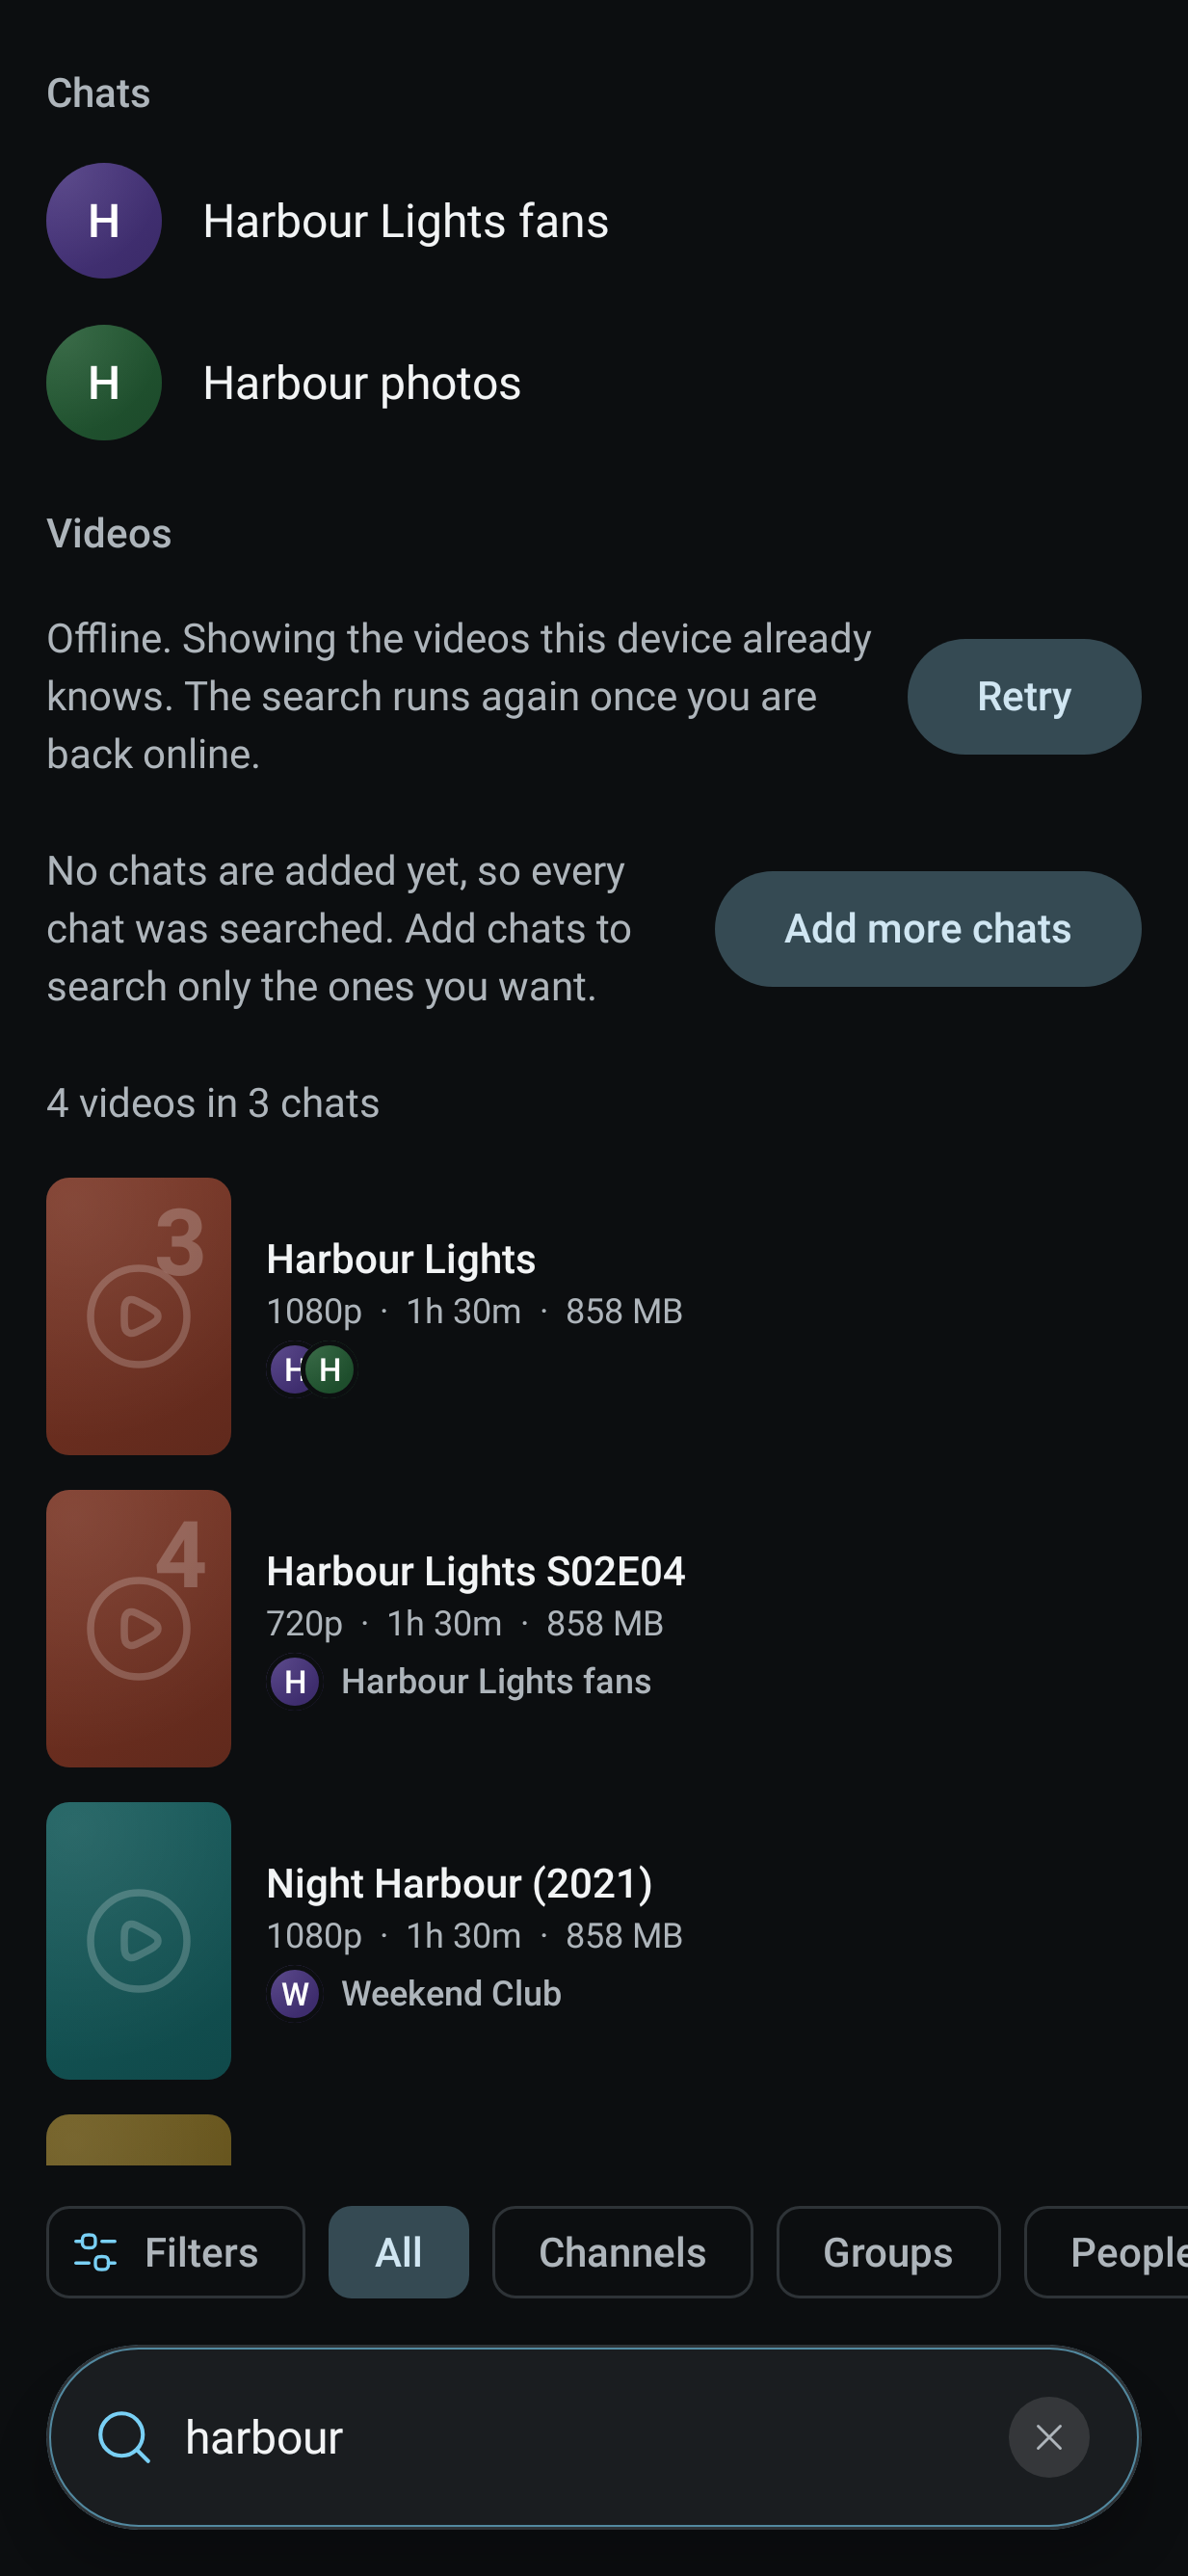 Chats
H
Harbour Lights fans
H
Harbour photos
Videos
Offline. Showing the videos this device already
knows. The search runs again once you are
back online.
Retry
No chats are added yet, so every
chat was searched. Add chats to
search only the ones you want.
Add more chats
4 videos in 3 chats
3
Harbour Lights
1080p · 1h 30m · 858 MB
H H
4
Harbour Lights S02E04
720p · 1h 30m · 858 MB
H Harbour Lights fans
Night Harbour (2021)
1080p · 1h 30m · 858 MB
W Weekend Club
Filters All Channels Groups People
harbour